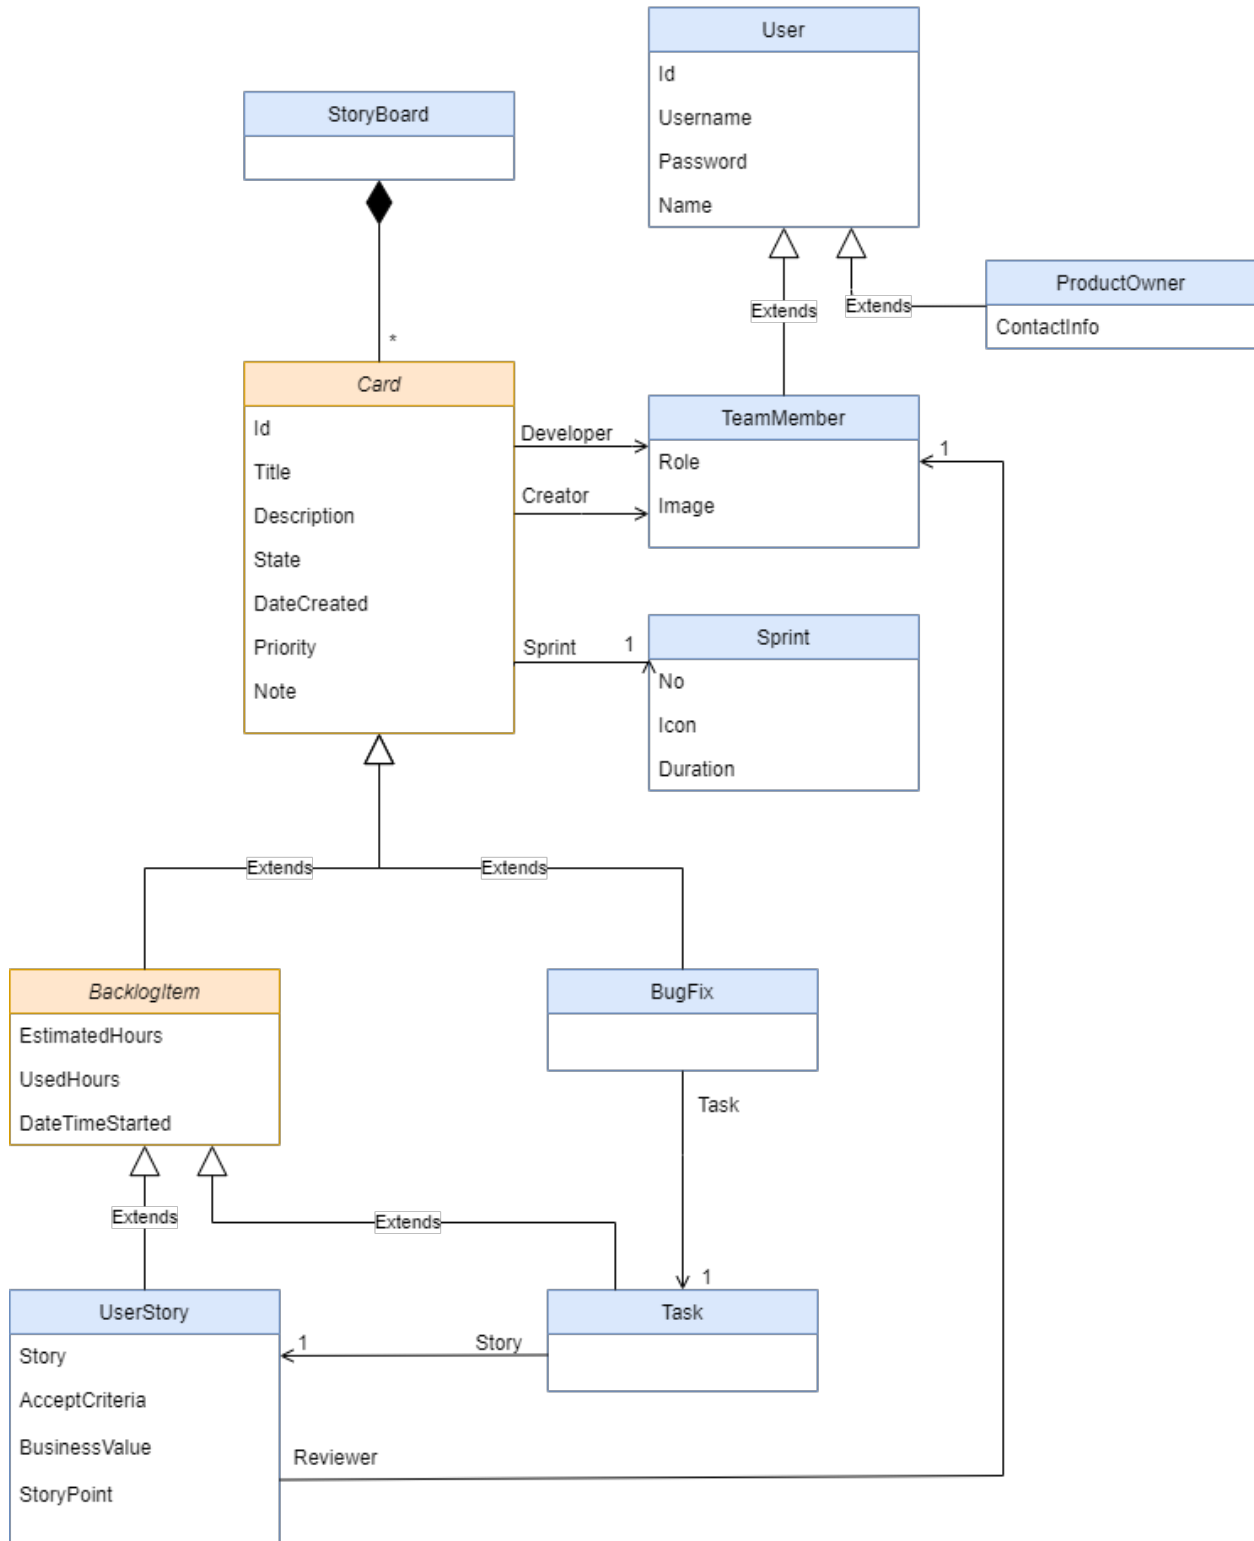 User
Id
Username
Password
Name
StoryBoard
ProductOwner
ContactInfo
Extends
Extends
*
Card
Id
Title
Description
State
DateCreated
Priority
Note
Developer
Creator
TeamMember
Role
Image
1
Sprint
1
Sprint
No
Icon
Duration
Extends
Extends
BacklogItem
EstimatedHours
UsedHours
DateTimeStarted
BugFix
Task
1
Extends
Extends
UserStory
Story
AcceptCriteria
BusinessValue
StoryPoint
1
Story
Task
Reviewer